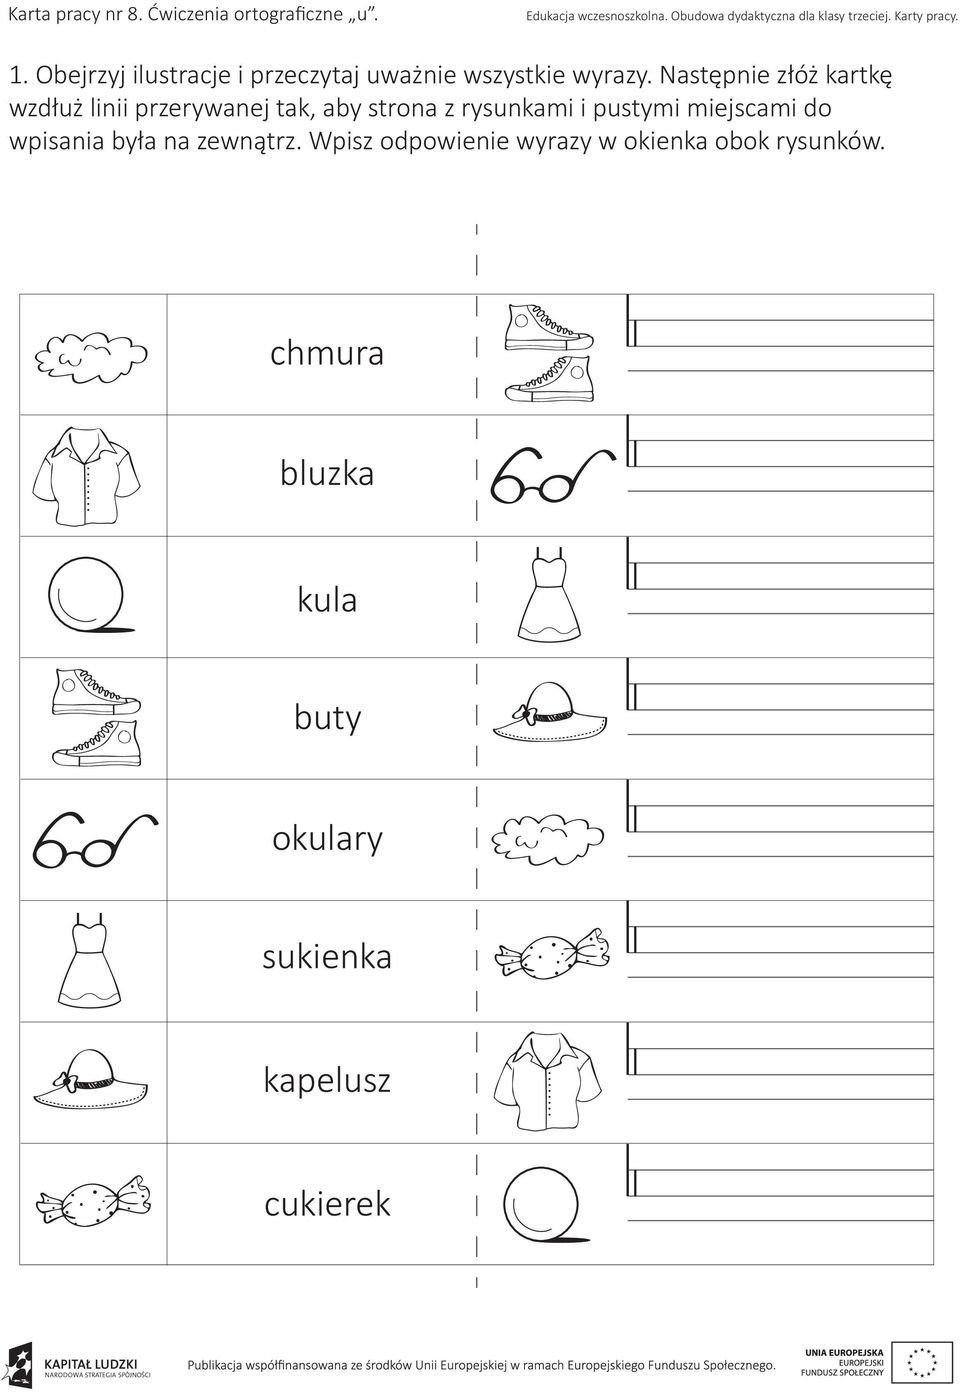 Karta pracy nr 8. Ćwiczenia ortograficzne „u”.
Edukacja wczesnoszkolna. Obudowa dydaktyczna dla klasy trzeciej. Karty pracy.
1. Obejrzyj ilustracje i przeczytaj uważnie wszystkie wyrazy. Następnie złóż kartkę
wzdłuż linii przerywanej tak, aby strona z rysunkami i pustymi miejscami do
wpisania była na zewnątrz. Wpisz odpowienie wyrazy w okienka obok rysunków.
chmura
bluzka
kula
buty
okulary
sukienka
kapelusz
cukierek
KAPITAŁ LUDZKI
NARODOWA STRATEGIA SPÓJNOŚCI
Publikacja współfinansowana ze środków Unii Europejskiej w ramach Europejskiego Funduszu Społecznego.
UNIA EUROPEJSKA
EUROPEJSKI
FUNDUSZ SPOŁECZNY